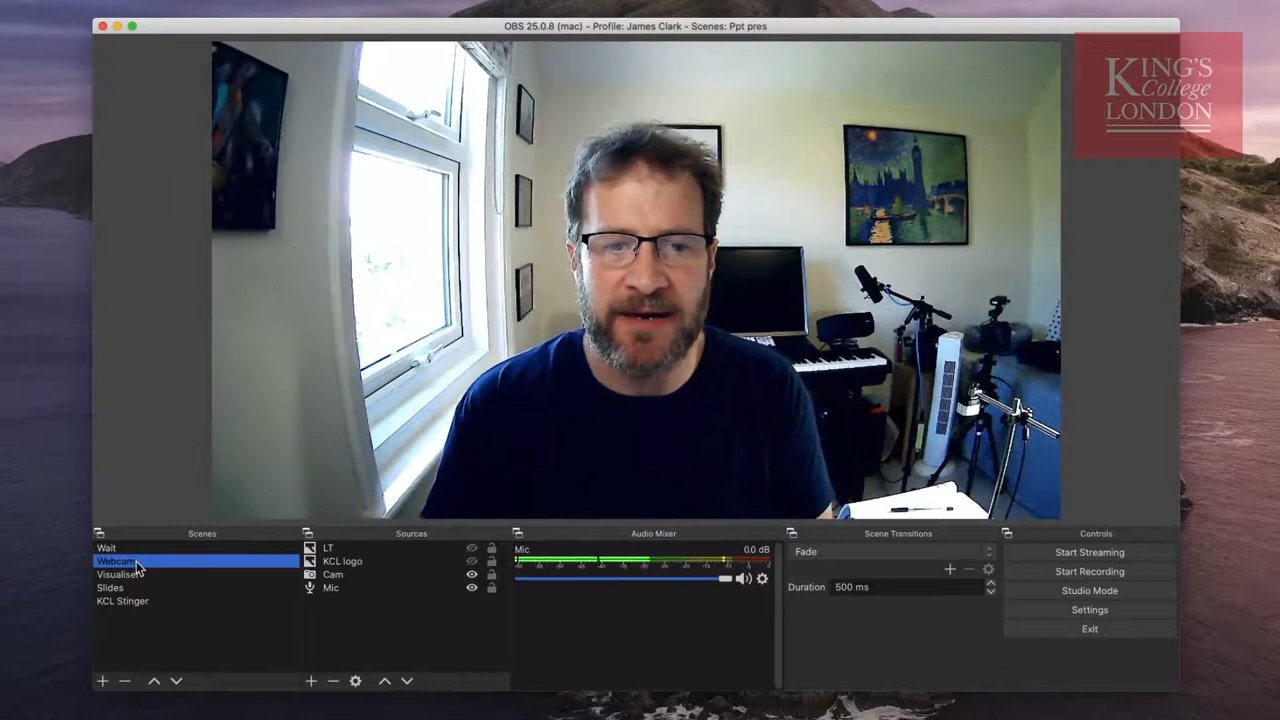 OBS 25.0.8 (mac) - Profile: James Clark - Scenes: Ppt pres
KING'S
College
LONDON
Scenes
Sources
Audio Mixer
Scene Transitions
Controls
Wait
Webcam
Visualiser
Slides
KCL Stinger
LT
KCL logo
Cam
Mic
Mic
0.0 dB
Fade
Duration
500 ms
Start Streaming
Start Recording
Studio Mode
Settings
Exit